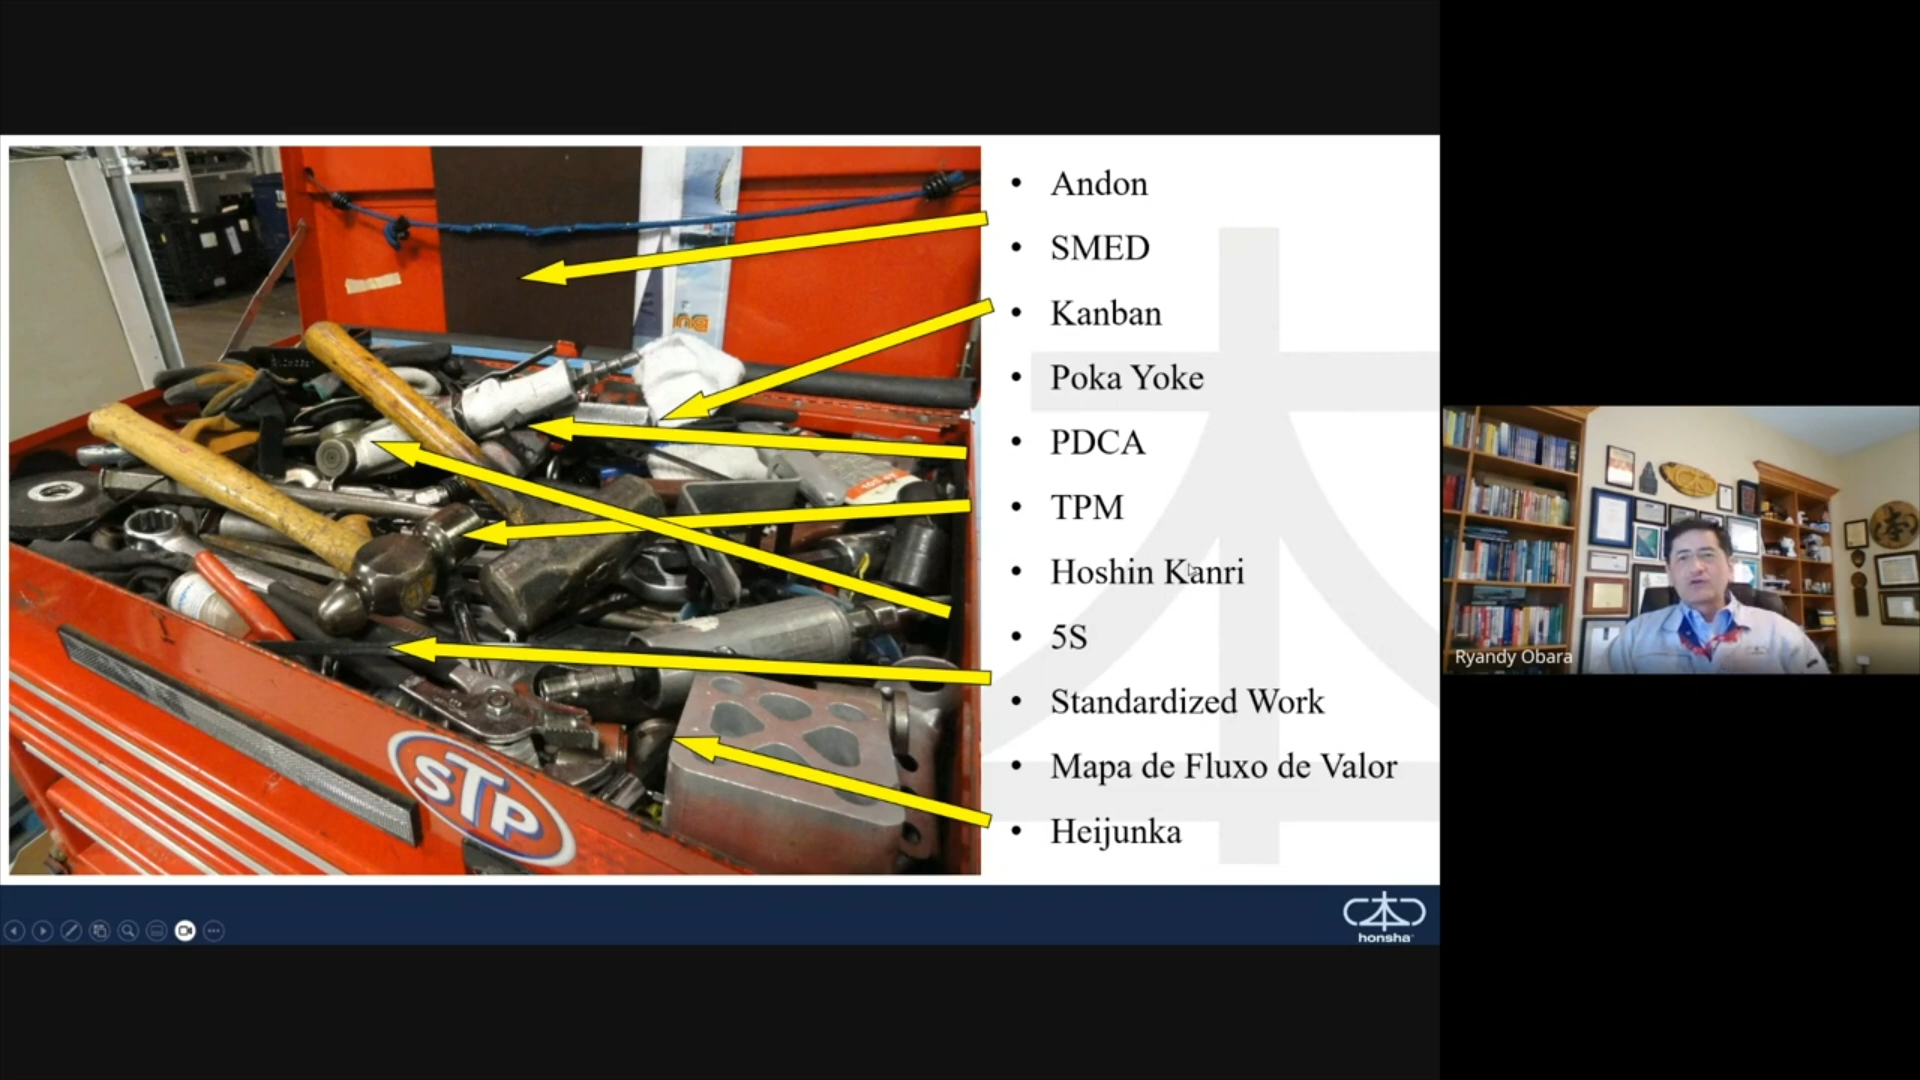 • Andon
• SMED
• Kanban
• Poka Yoke
• PDCA
• TPM
• Hoshin Kanri
• 5S
• Standardized Work
• Mapa de Fluxo de Valor
• Heijunka
STP
honsha
Ryandy Obara